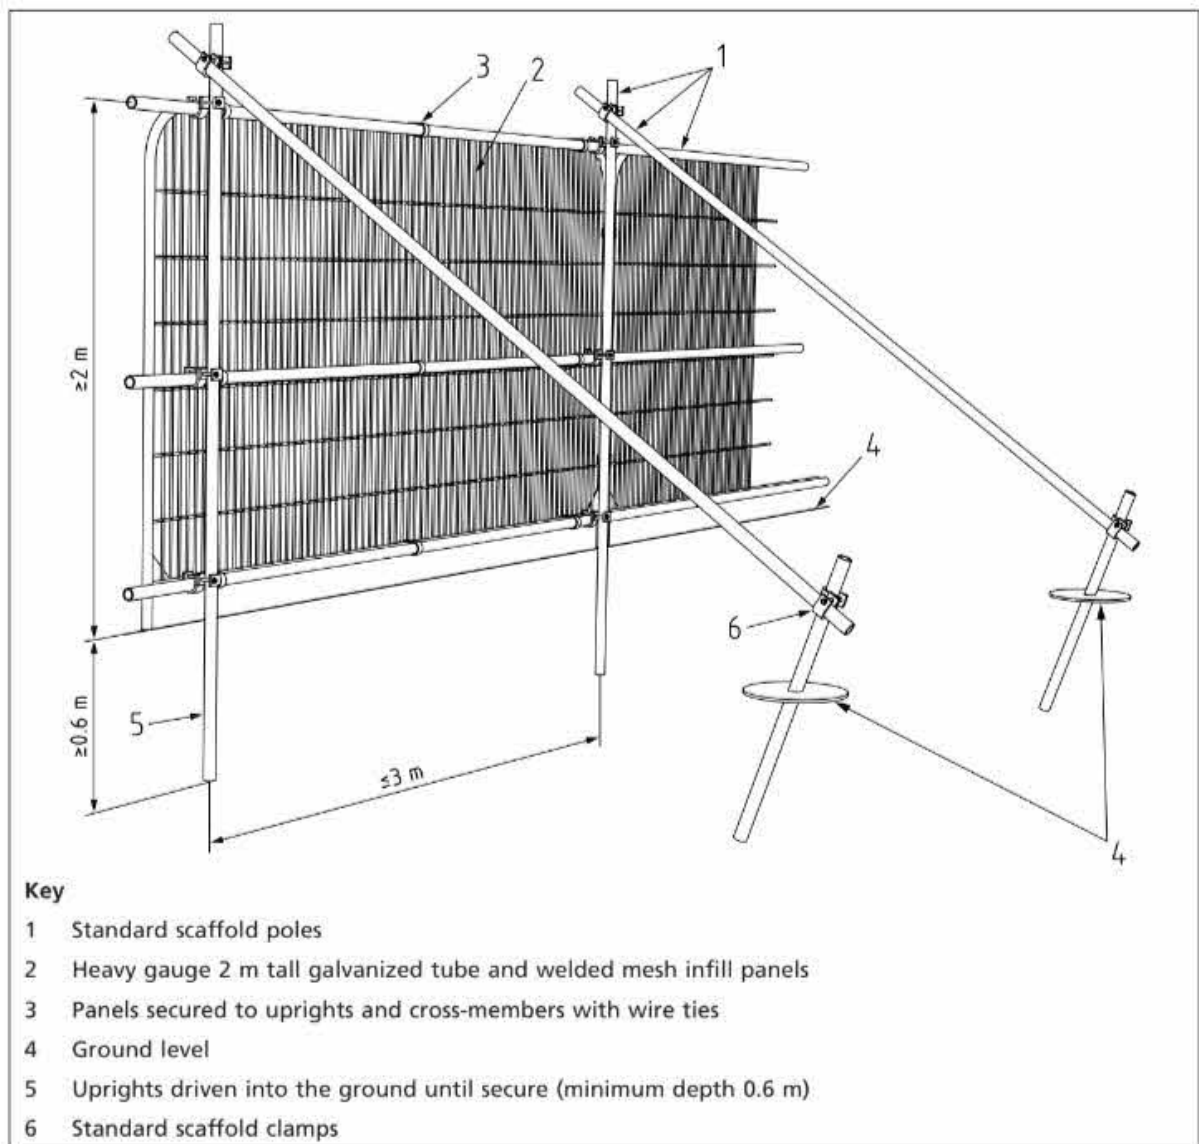 1
3
2
≥2 m
4
6
5
≥0.6 m
≤3 m
4
Key
1 Standard scaffold poles
2 Heavy gauge 2 m tall galvanized tube and welded mesh infill panels
3 Panels secured to uprights and cross-members with wire ties
4 Ground level
5 Uprights driven into the ground until secure (minimum depth 0.6 m)
6 Standard scaffold clamps